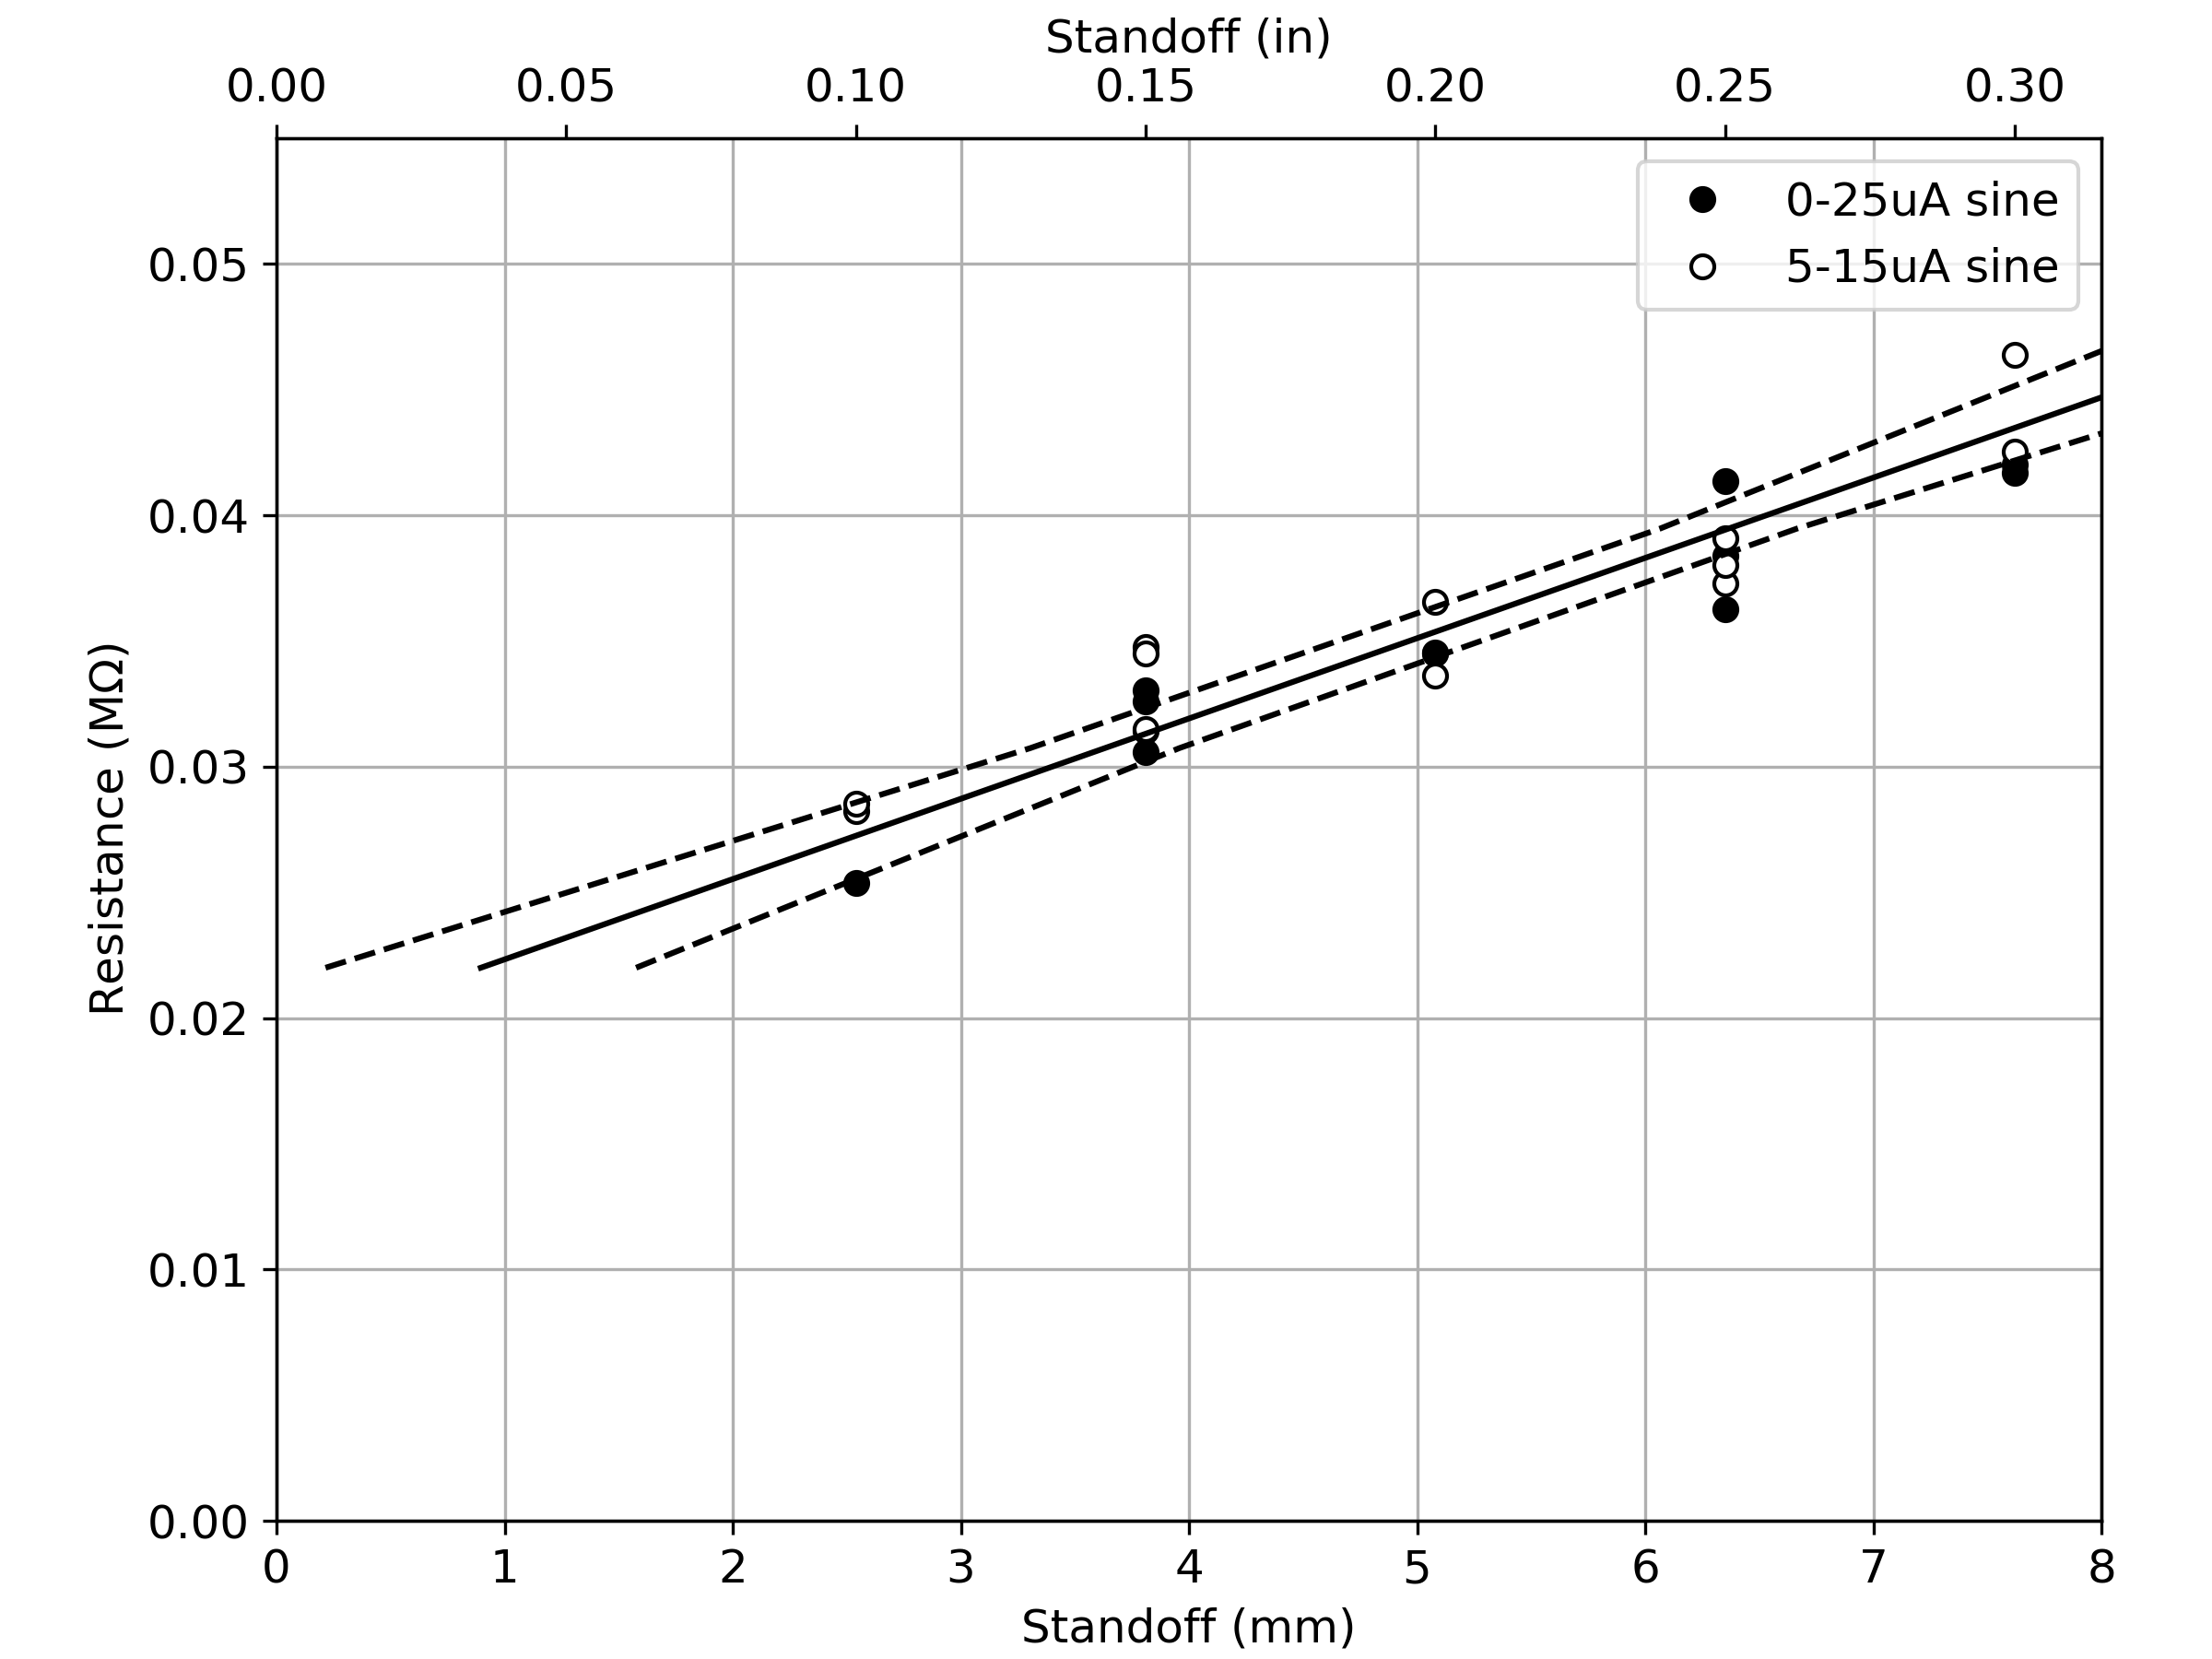 Standoff (in)
0.00 0.05 0.10 0.15 0.20 0.25 0.30
0-25uA sine
5-15uA sine
Resistance (MΩ)
0.05
0.04
0.03
0.02
0.01
0.00
0 1 2 3 4 5 6 7 8
Standoff (mm)